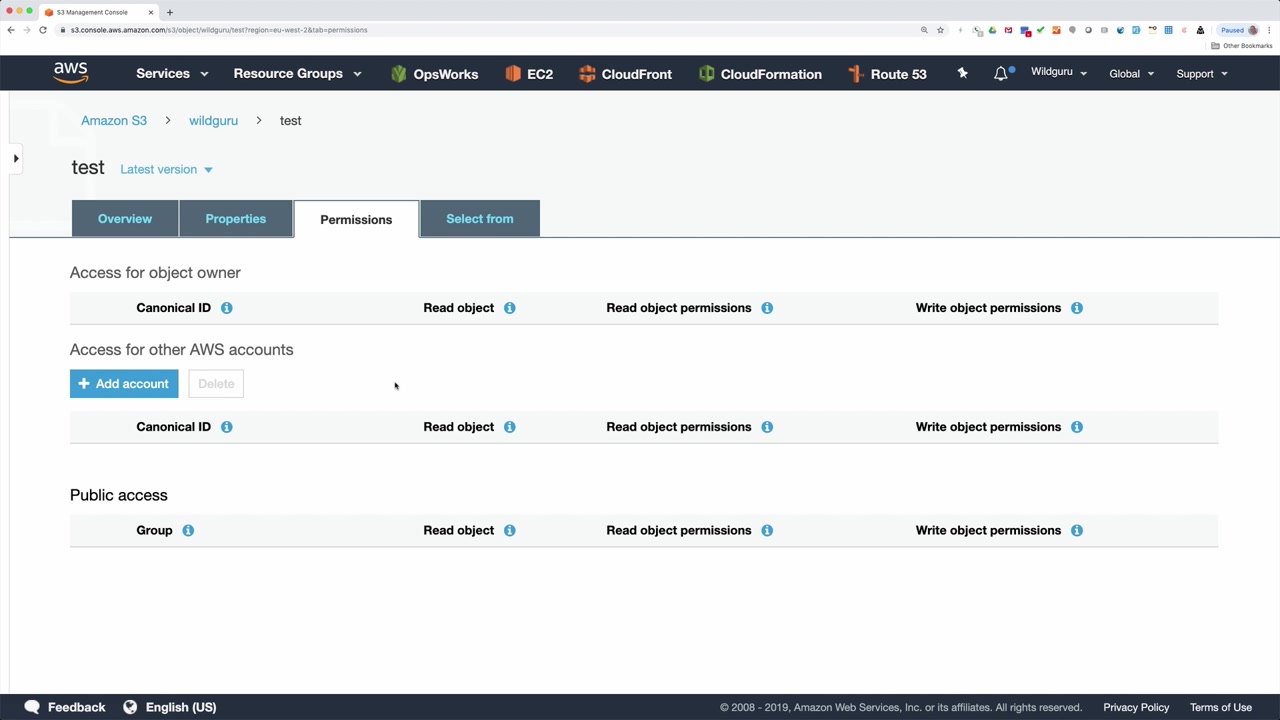 S3 Management Console
s3.console.aws.amazon.com/s3/object/wildguru/test?region=eu-west-2&tab=permissions
Paused
Other Bookmarks
aws
Services Resource Groups OpsWorks EC2 CloudFront CloudFormation Route 53 Wildguru Global Support
Amazon S3 > wildguru > test
test Latest version
Overview Properties Permissions Select from
Access for object owner
Canonical ID Read object Read object permissions Write object permissions
Access for other AWS accounts
+ Add account Delete
Canonical ID Read object Read object permissions Write object permissions
Public access
Group Read object Read object permissions Write object permissions
Feedback English (US) © 2008 - 2019, Amazon Web Services, Inc. or its affiliates. All rights reserved. Privacy Policy Terms of Use